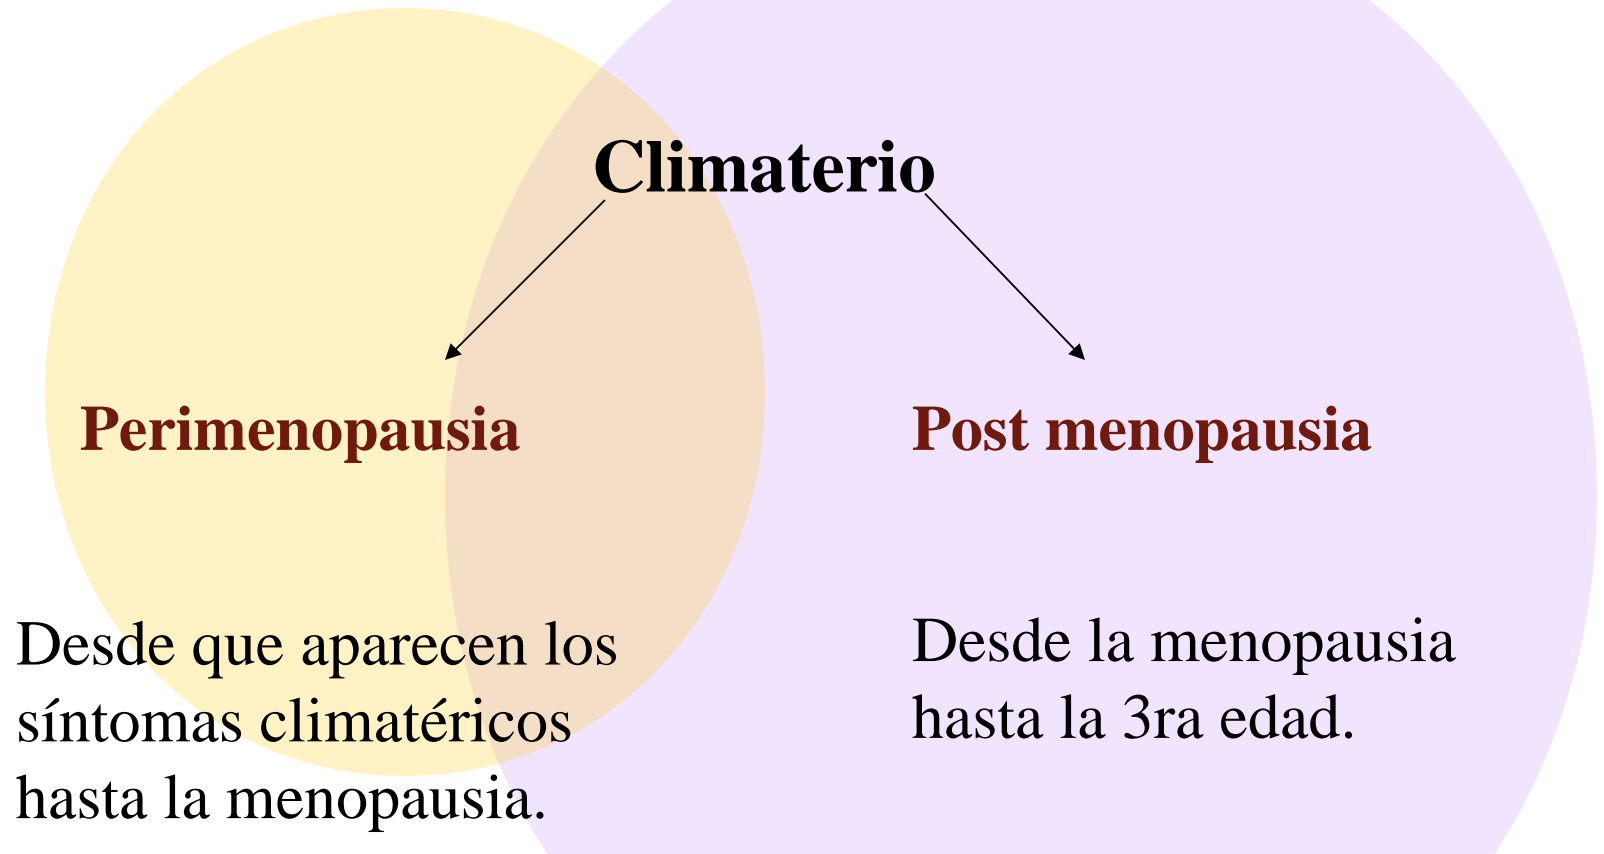 Climaterio
Perimenopausia
Post menopausia
Desde que aparecen los
síntomas climatéricos
hasta la menopausia.
Desde la menopausia
hasta la 3ra edad.